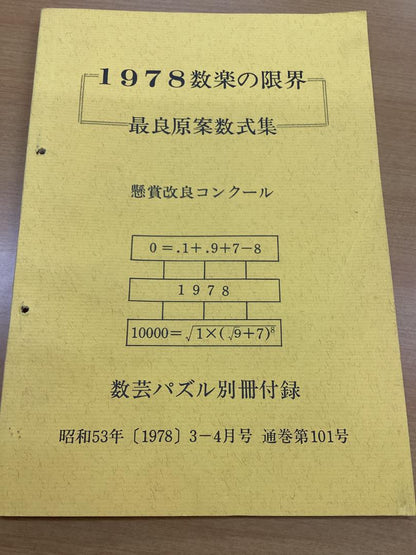 1978数楽の限界
最良原案数式集
懸賞改良コンクール
0=.1+.9+7-8
1978
10000=√1×(√9+7)⁸
数芸パズル別冊付録
昭和53年〔1978〕3-4月号 通巻第101号